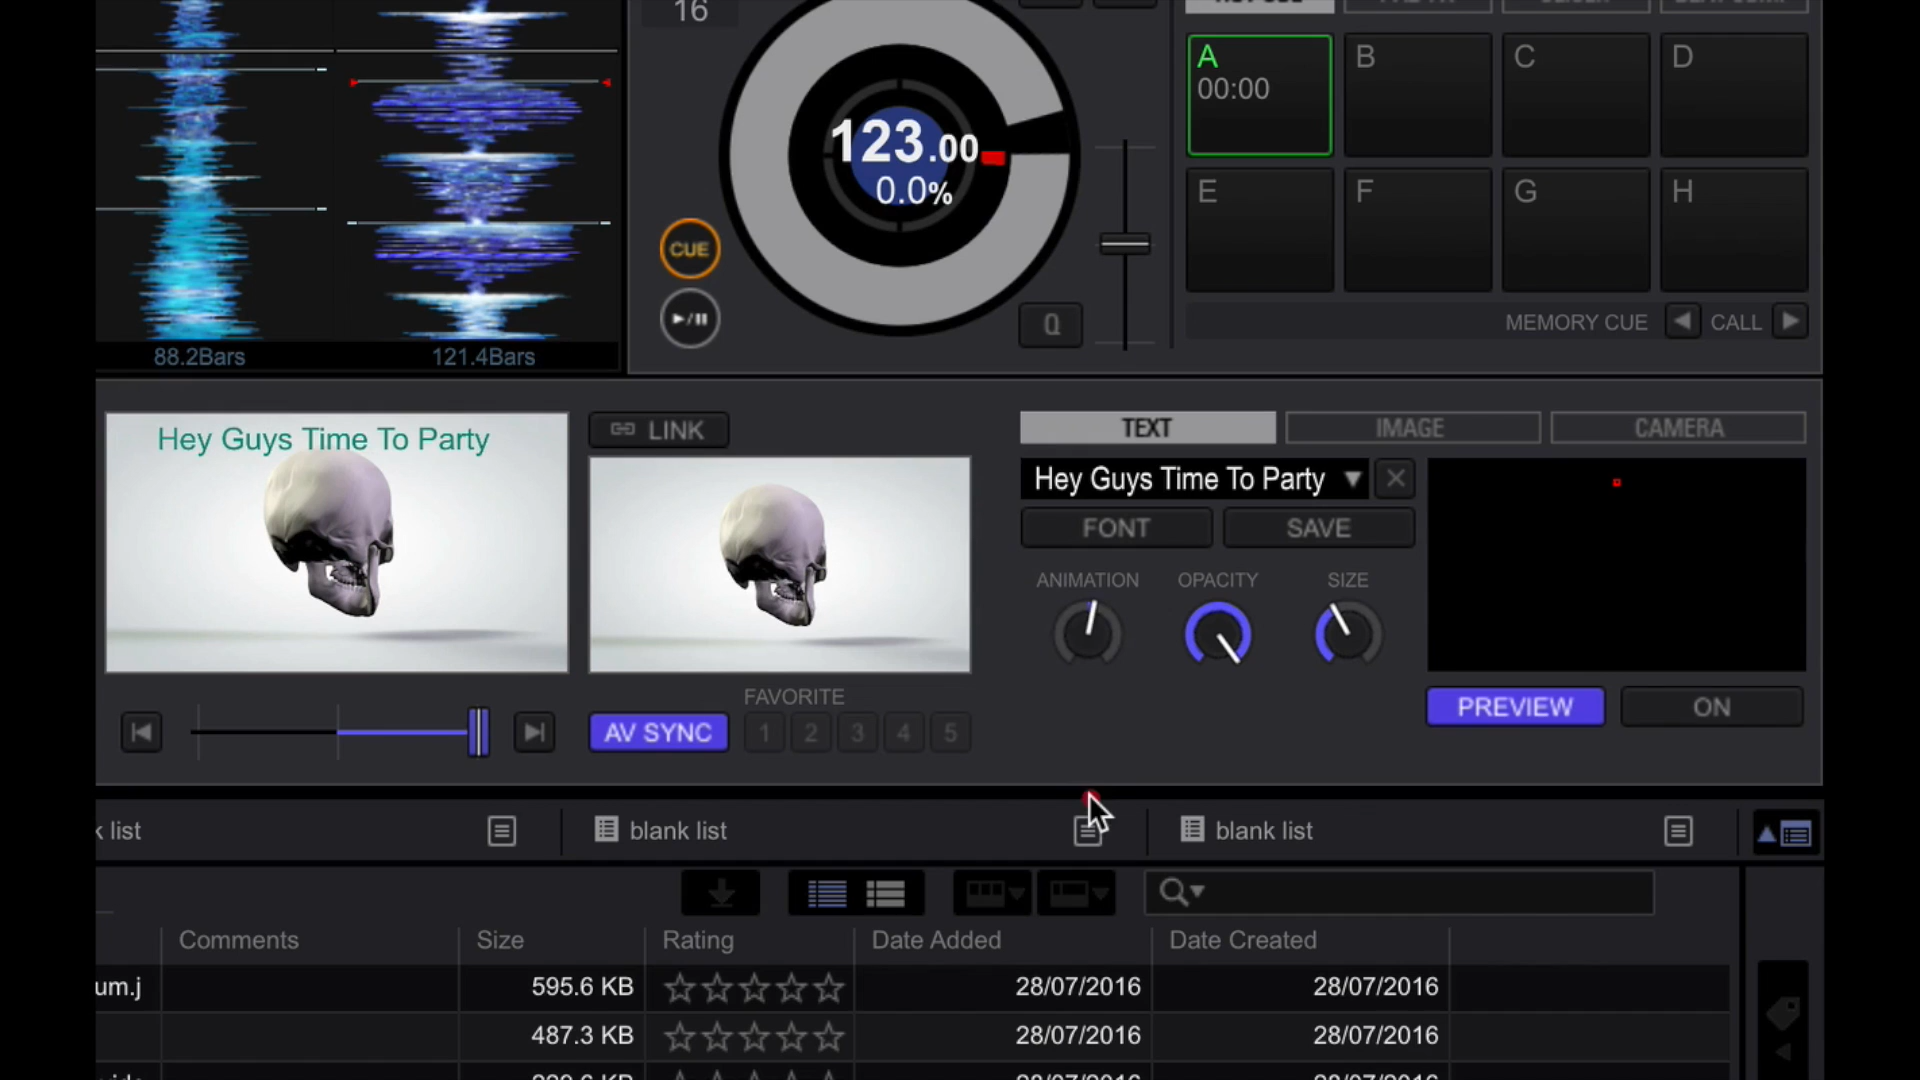 16
A
00:00
B
C
D
123.00
0.0%
CUE
E
F
G
H
Q
MEMORY CUE
CALL
88.2Bars
121.4Bars
Hey Guys Time To Party
LINK
TEXT
IMAGE
CAMERA
Hey Guys Time To Party
FONT
SAVE
ANIMATION
OPACITY
SIZE
FAVORITE
AV SYNC
1
2
3
4
5
PREVIEW
ON
k list
blank list
blank list
Comments
Size
Rating
Date Added
Date Created
um.j
595.6 KB
28/07/2016
28/07/2016
487.3 KB
28/07/2016
28/07/2016